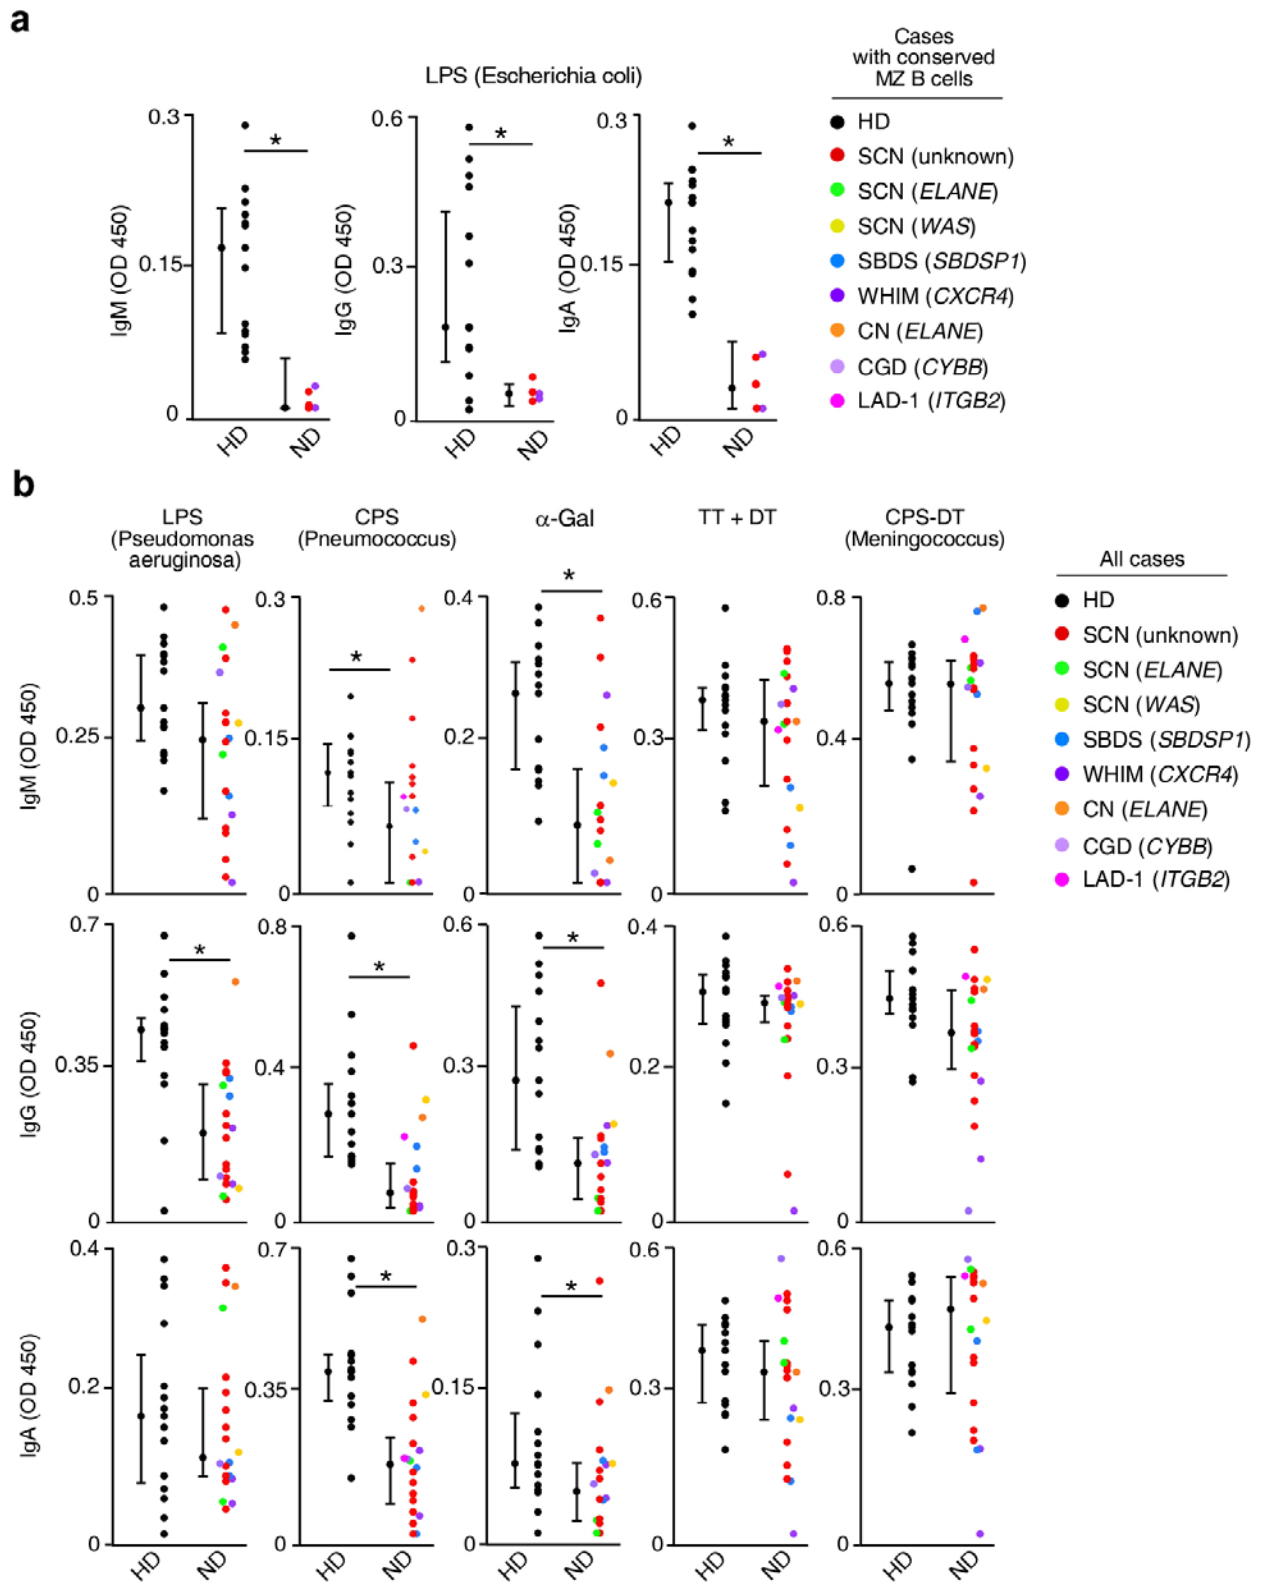 a
LPS (Escherichia coli)
Cases
with conserved
MZ B cells
HD
SCN (unknown)
SCN (ELANE)
SCN (WAS)
SBDS (SBDSP1)
WHIM (CXCR4)
CN (ELANE)
CGD (CYBB)
LAD-1 (ITGB2)
IgM (OD 450)
0.3
0.15
0
*
HD
ND
IgG (OD 450)
0.6
0.3
0
*
HD
ND
IgA (OD 450)
0.3
0.15
0
*
HD
ND
b
LPS
(Pseudomonas
aeruginosa)
CPS
(Pneumococcus)
α-Gal
TT + DT
CPS-DT
(Meningococcus)
All cases
HD
SCN (unknown)
SCN (ELANE)
SCN (WAS)
SBDS (SBDSP1)
WHIM (CXCR4)
CN (ELANE)
CGD (CYBB)
LAD-1 (ITGB2)
IgM (OD 450)
0.5
0.25
0
0.3
0.15
0
*
0.4
0.2
0
*
0.6
0.3
0
0.8
0.4
0
IgG (OD 450)
0.7
0.35
0
*
0.8
0.4
0
*
0.6
0.3
0
*
0.4
0.2
0
0.6
0.3
0
IgA (OD 450)
0.4
0.2
0
0.7
0.35
0
*
0.3
0.15
0
*
0.6
0.3
0
0.6
0.3
0
HD
ND
HD
ND
HD
ND
HD
ND
HD
ND